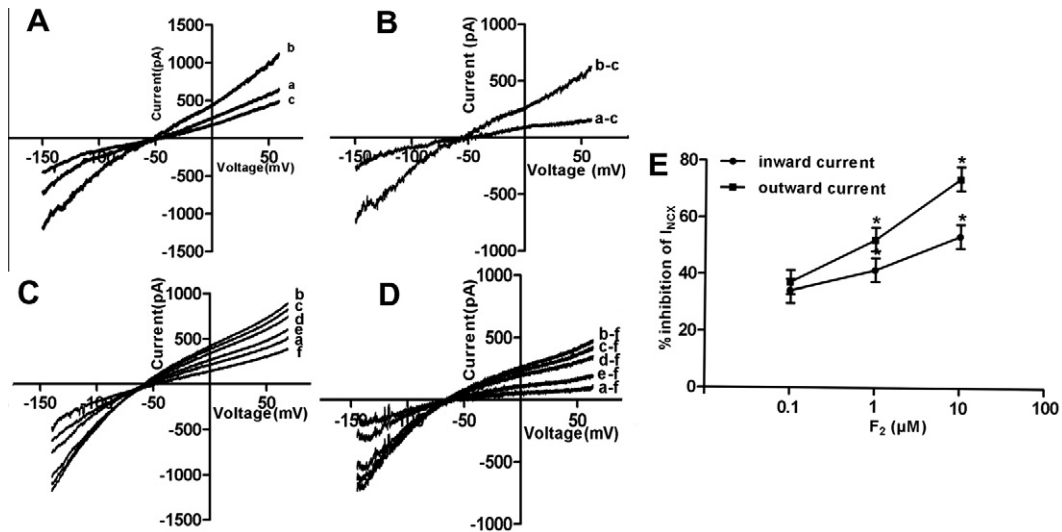 A
Current(pA)
1500
1000
500
-500
-1000
-1500
-150
-100
-50
50
Voltage(mV)
b
a
c
B
Current (pA)
1000
500
-500
-1000
-150
-100
-50
50
Voltage (mV)
b-c
a-c
C
Current(pA)
1000
500
-500
-1000
-1500
-150
-100
-50
50
Voltage(mV)
b
c
d
e
a
f
D
Current(pA)
1000
500
-500
-1000
-150
-100
-50
50
Voltage(mV)
b-f
c-f
d-f
e-f
a-f
E
inward current
outward current
% inhibition of INCX
80
60
40
20
0
0.1
1
10
100
F2 (µM)
*
*
*
*